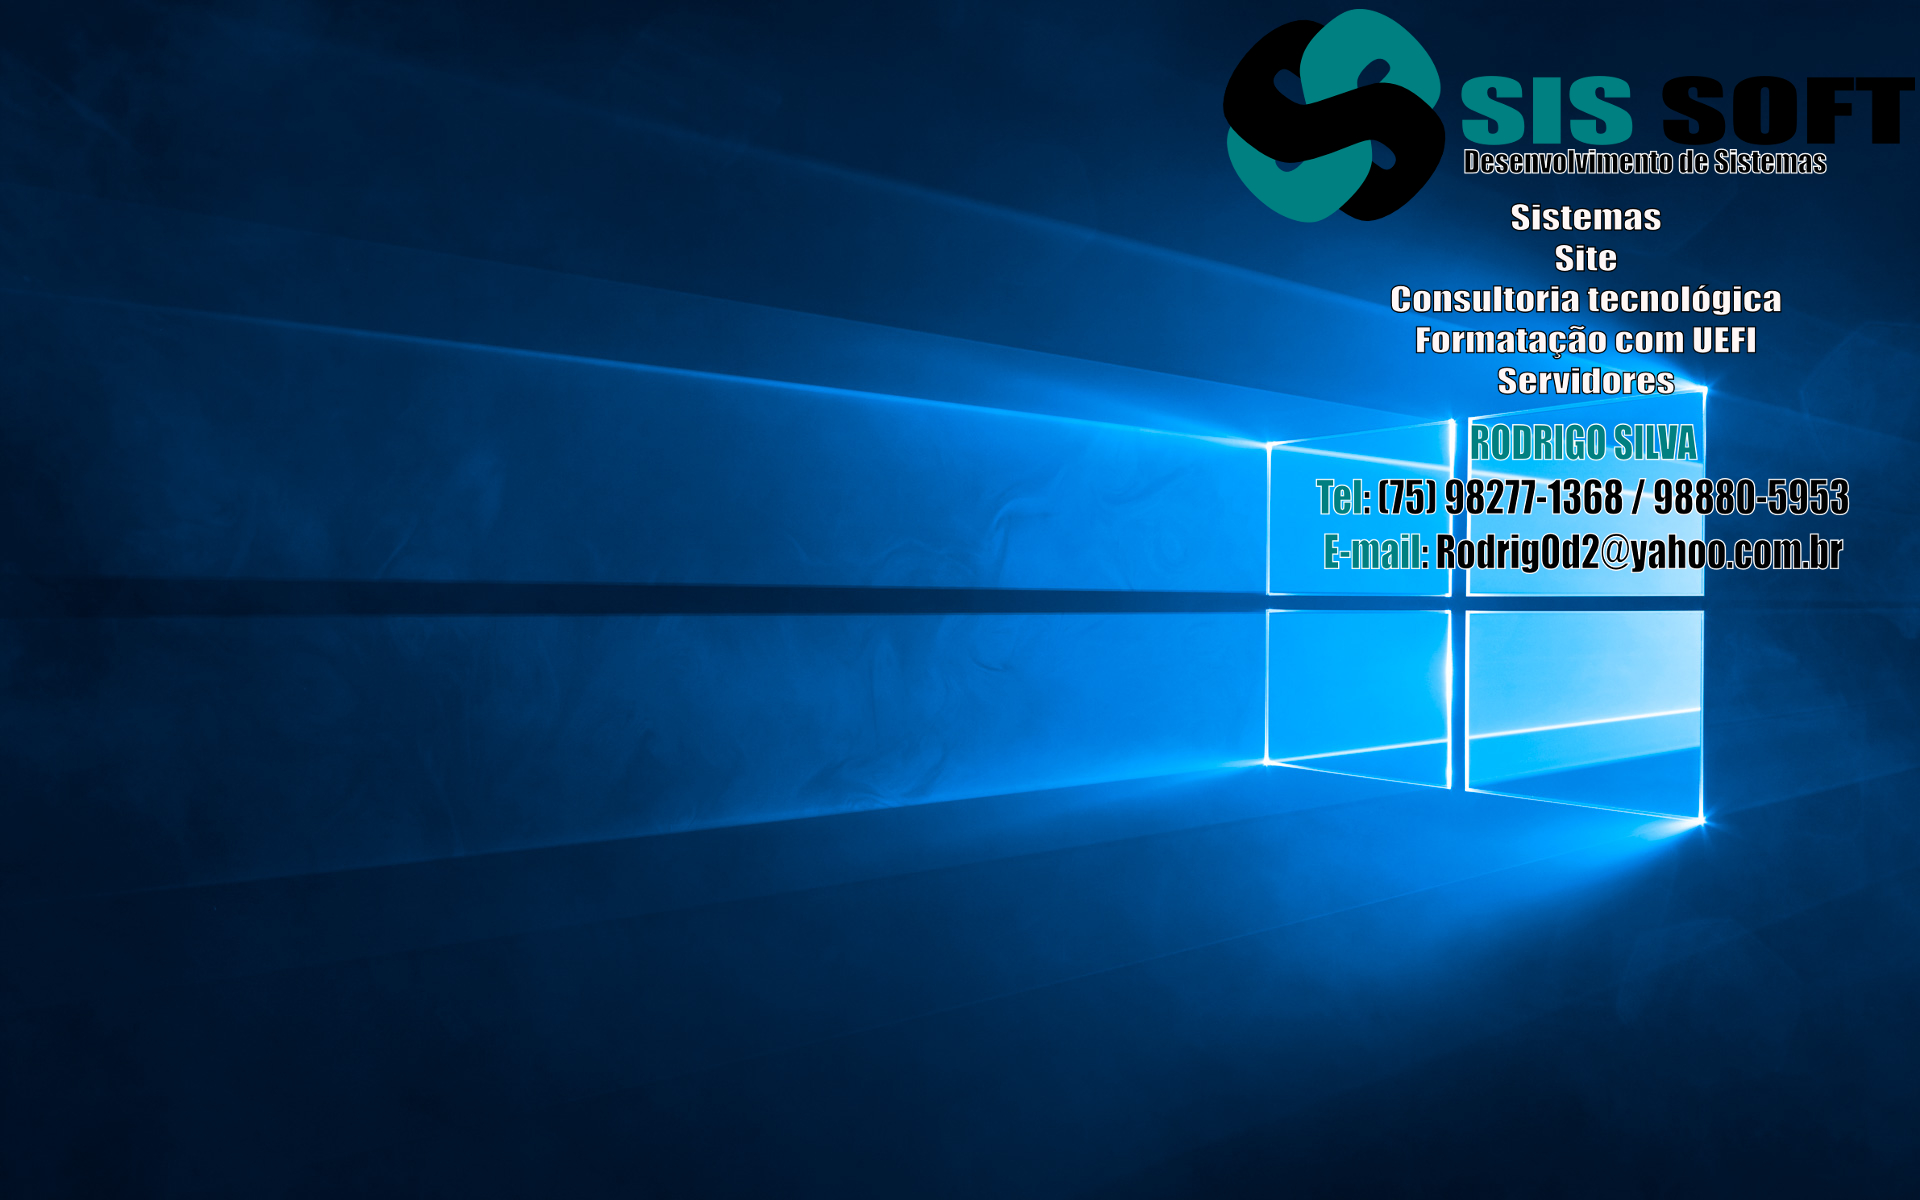 SIS SOFT
Desenvolvimento de Sistemas
Sistemas
Site
Consultoria tecnológica
Formatação com UEFI
Servidores
RODRIGO SILVA
Tel: (75) 98277-1368 / 98880-5953
E-mail: Rodrig0d2@yahoo.com.br